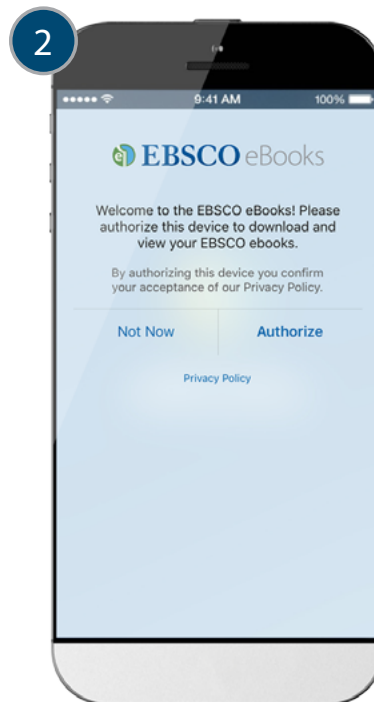 2
9:41 AM 100%
EBSCO eBooks
Welcome to the EBSCO eBooks! Please
authorize this device to download and
view your EBSCO ebooks.
By authorizing this device you confirm
your acceptance of our Privacy Policy.
Not Now Authorize
Privacy Policy